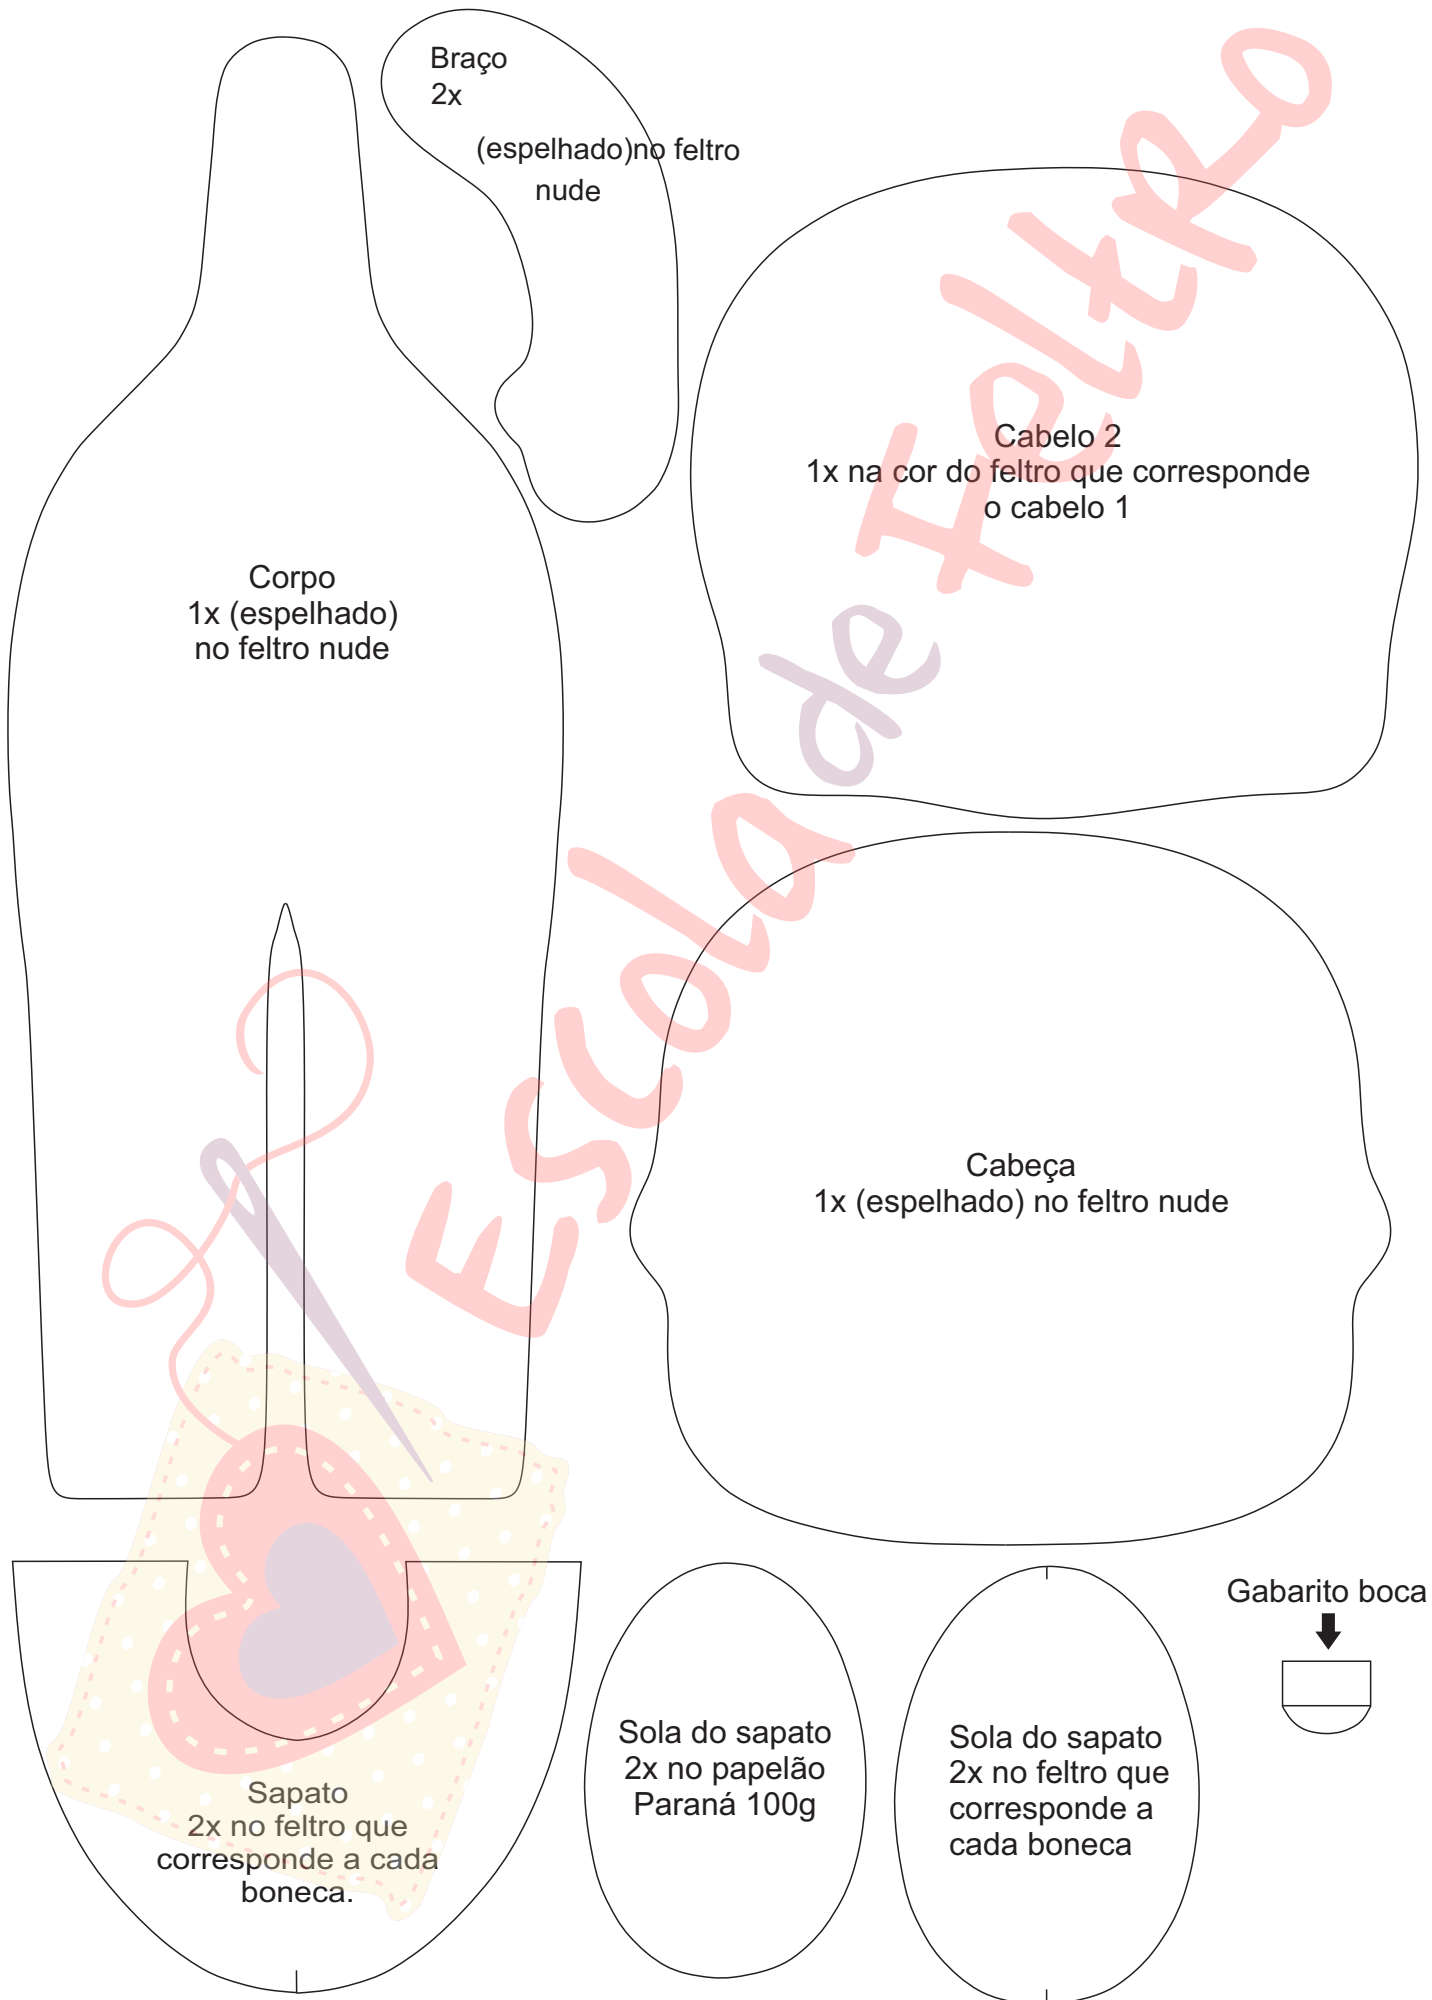 Braço
2x
(espelhado)no feltro
nude
Cabelo 2
1x na cor do feltro que corresponde
o cabelo 1
Corpo
1x (espelhado)
no feltro nude
Escola de Feltro
Cabeça
1x (espelhado) no feltro nude
Sapato
2x no feltro que
corresponde a cada
boneca.
Sola do sapato
2x no papelão
Paraná 100g
Sola do sapato
2x no feltro que
corresponde a
cada boneca
Gabarito boca